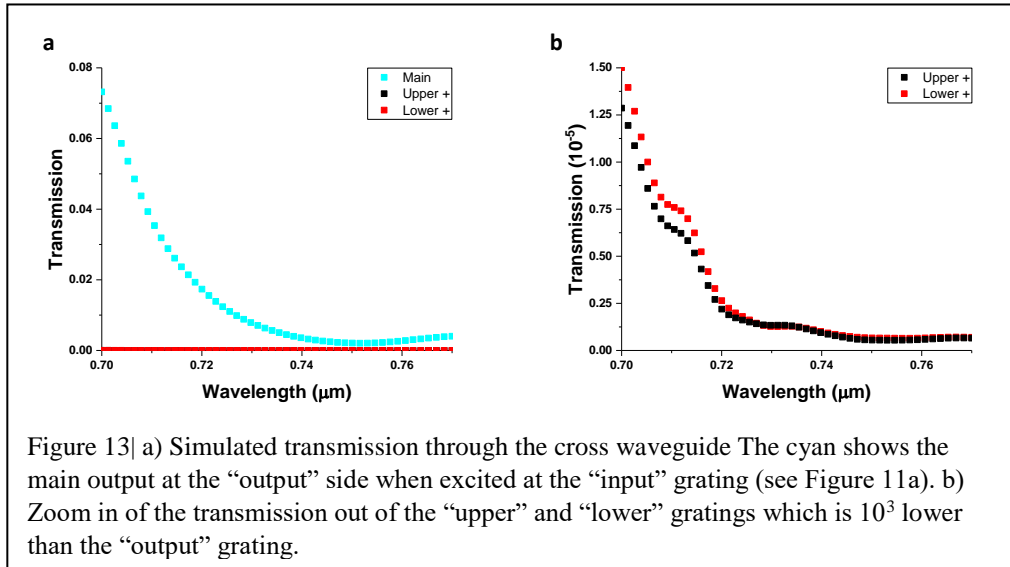 a
0.08
0.06
0.04
0.02
0.00
0.70
0.72
0.74
0.76
Transmission
Wavelength (μm)
Main
Upper +
Lower +
b
1.50
1.25
1.00
0.75
0.50
0.25
0.00
0.70
0.72
0.74
0.76
Transmission (10⁻⁵)
Wavelength (μm)
Upper +
Lower +
Figure 13| a) Simulated transmission through the cross waveguide The cyan shows the
main output at the “output” side when excited at the “input” grating (see Figure 11a). b)
Zoom in of the transmission out of the “upper” and “lower” gratings which is 10³ lower
than the “output” grating.